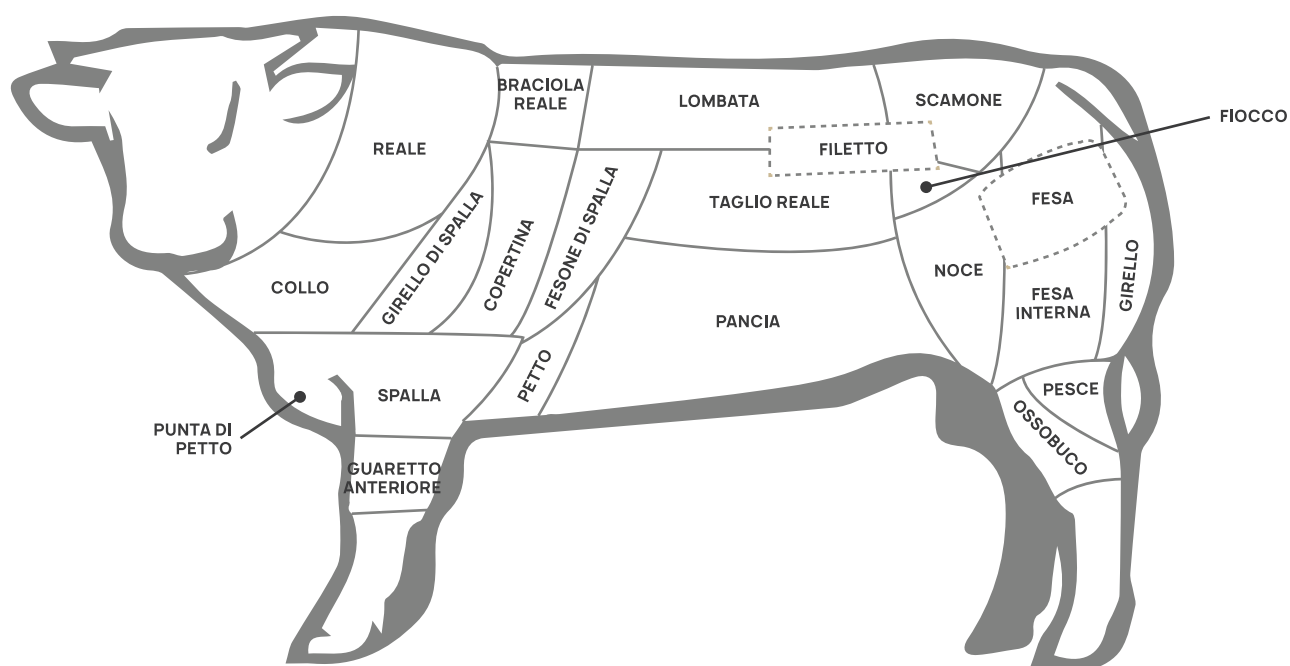 BRACIOLA
REALE
LOMBATA
SCAMONE
FIOCCO
REALE
FILETTO
FESA
TAGLIO REALE
GIRELLO DI SPALLA
COPERTINA
FESONE DI SPALLA
COLLO
NOCE
GIRELLO
FESA
INTERNA
PANCIA
PETTO
PESCE
SPALLA
OSSOBUCO
PUNTA DI
PETTO
GUARETTO
ANTERIORE